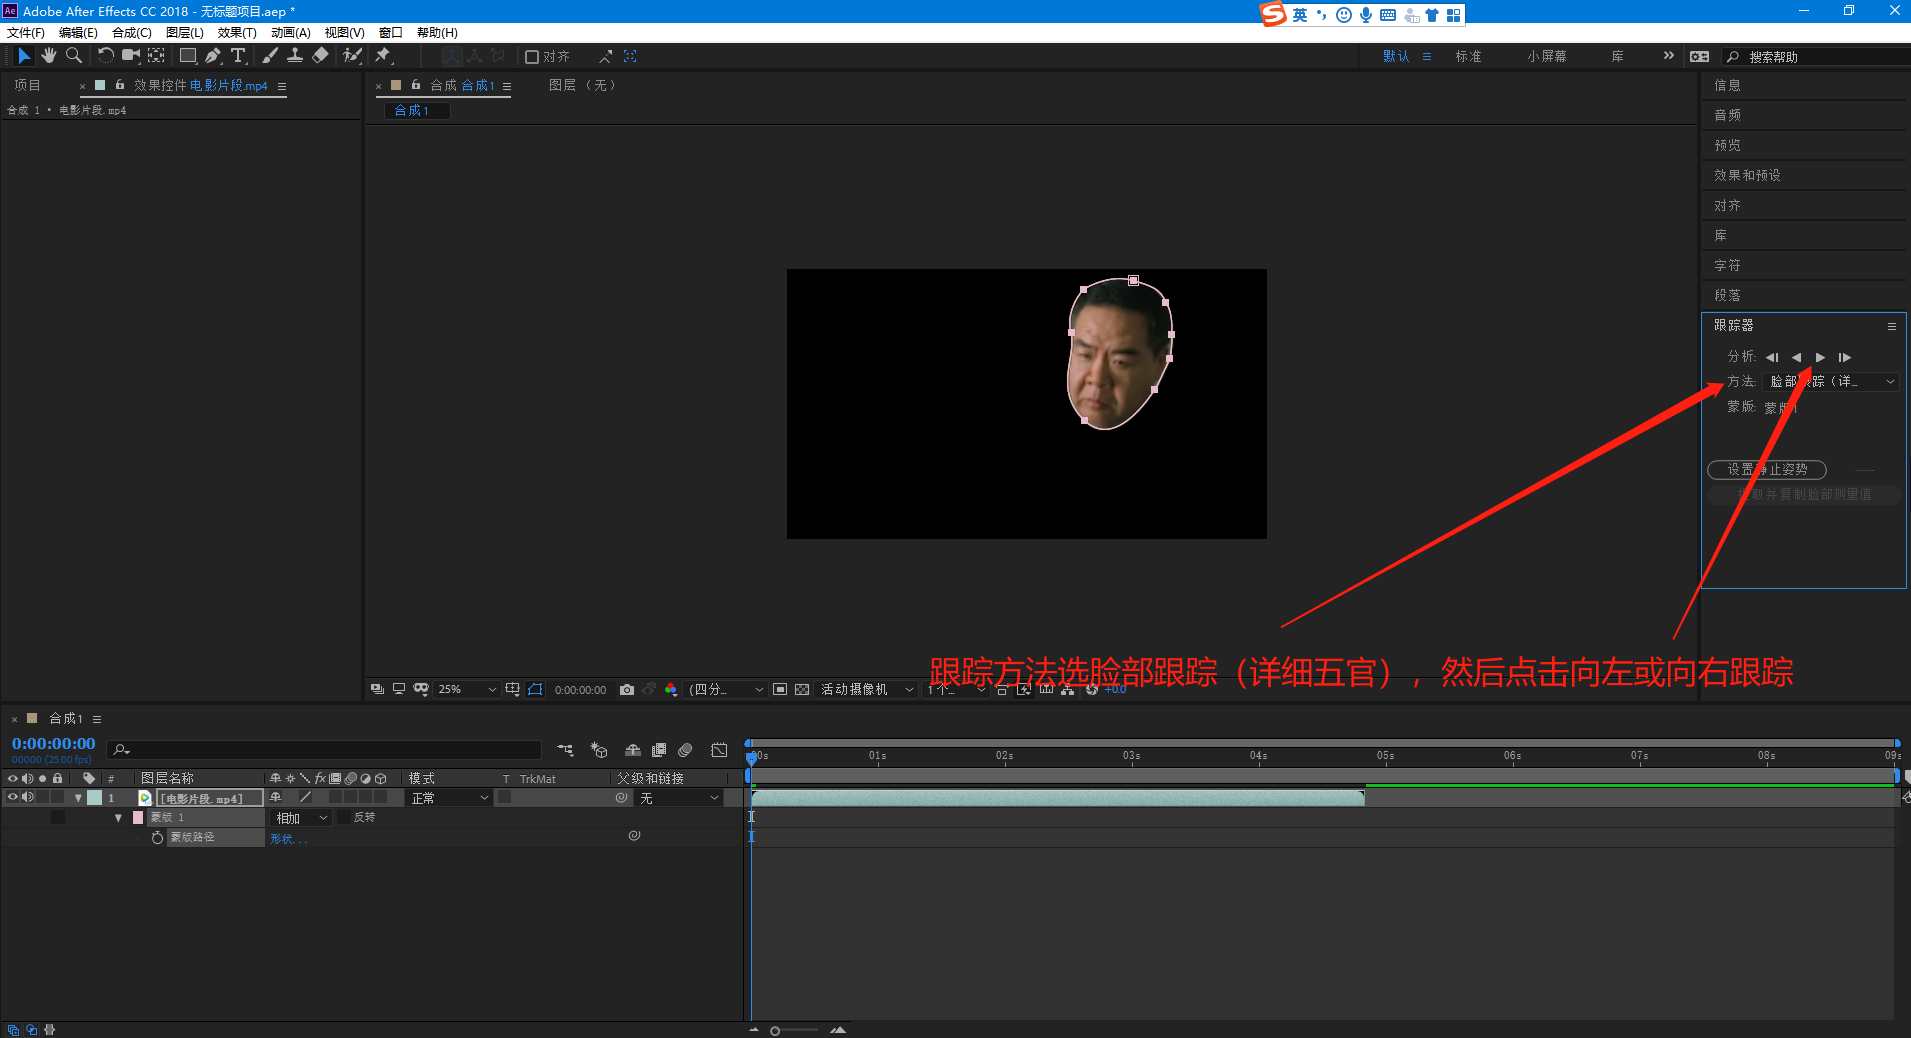 Ae Adobe After Effects CC 2018 - 无标题项目.aep *
英
文件(F) 编辑(E) 合成(C) 图层(L) 效果(T) 动画(A) 视图(V) 窗口 帮助(H)
对齐 默认 标准 小屏幕 库 搜索帮助
项目 效果控件 电影片段.mp4 合成 合成1 图层 （无）
合成 1 • 电影片段.mp4
合成1
信息
音频
预览
效果和预设
对齐
库
字符
段落
跟踪器
分析:
方法: 脸部跟踪（详...
蒙版: 蒙版1
设置静止姿势
提取并复制脸部测量值
跟踪方法选脸部跟踪（详细五官），然后点击向左或向右跟踪
25% 0:00:00:00 (四分... 活动摄像机 1个... +0.0
合成1
0:00:00:00
00000 (25.00 fps)
00s 01s 02s 03s 04s 05s 06s 07s 08s 09s
# 图层名称 fx 模式 T TrkMat 父级和链接
1 [电影片段.mp4] 正常 无
蒙版 1 相加 反转
蒙版路径 形状...